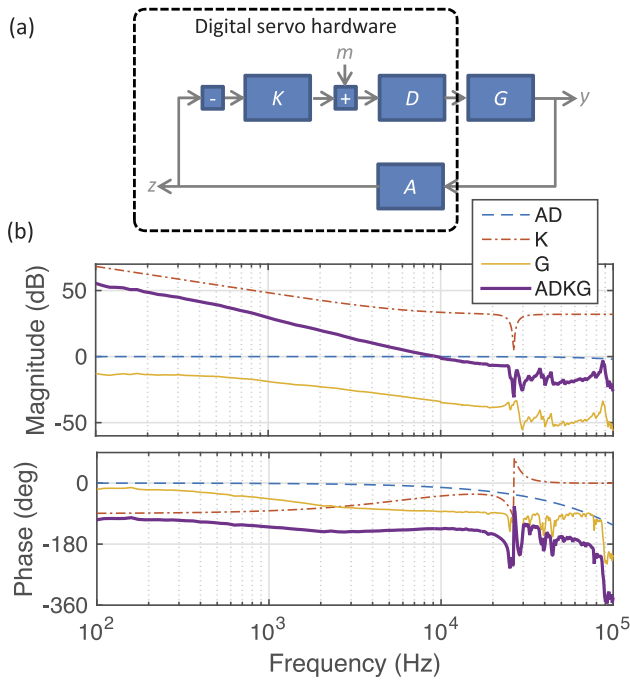 (a)
Digital servo hardware
m
- K + D G y
z A
(b)
AD
K
G
ADKG
Magnitude (dB)
50
0
-50
Phase (deg)
0
-180
-360
10^2 10^3 10^4 10^5
Frequency (Hz)